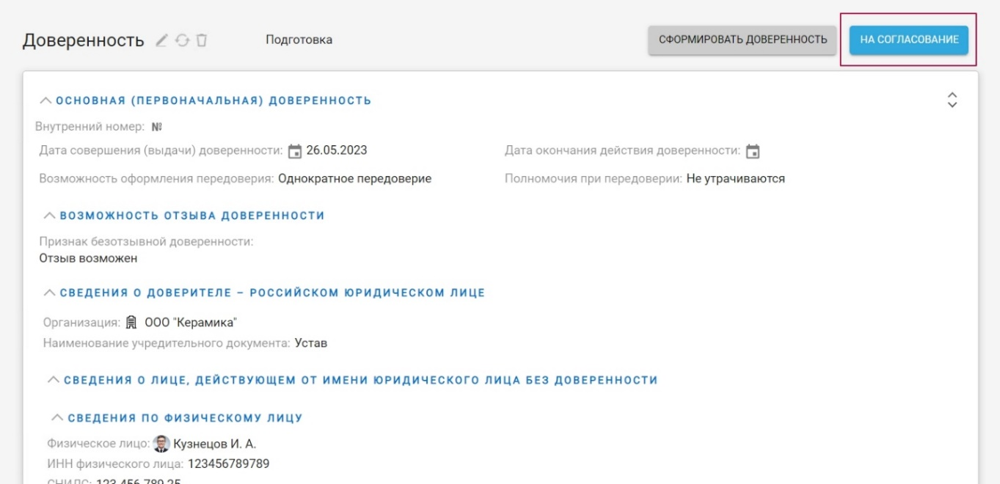 Доверенность Подготовка СФОРМИРОВАТЬ ДОВЕРЕННОСТЬ НА СОГЛАСОВАНИЕ
ОСНОВНАЯ (ПЕРВОНАЧАЛЬНАЯ) ДОВЕРЕННОСТЬ
Внутренний номер: №
Дата совершения (выдачи) доверенности: 26.05.2023 Дата окончания действия доверенности:
Возможность оформления передоверия: Однократное передоверие Полномочия при передоверии: Не утрачиваются
ВОЗМОЖНОСТЬ ОТЗЫВА ДОВЕРЕННОСТИ
Признак безотзывной доверенности:
Отзыв возможен
СВЕДЕНИЯ О ДОВЕРИТЕЛЕ – РОССИЙСКОМ ЮРИДИЧЕСКОМ ЛИЦЕ
Организация: ООО "Керамика"
Наименование учредительного документа: Устав
СВЕДЕНИЯ О ЛИЦЕ, ДЕЙСТВУЮЩЕМ ОТ ИМЕНИ ЮРИДИЧЕСКОГО ЛИЦА БЕЗ ДОВЕРЕННОСТИ
СВЕДЕНИЯ ПО ФИЗИЧЕСКОМУ ЛИЦУ
Физическое лицо: Кузнецов И. А.
ИНН физического лица: 123456789789
СНИЛС: 123-456-789 25